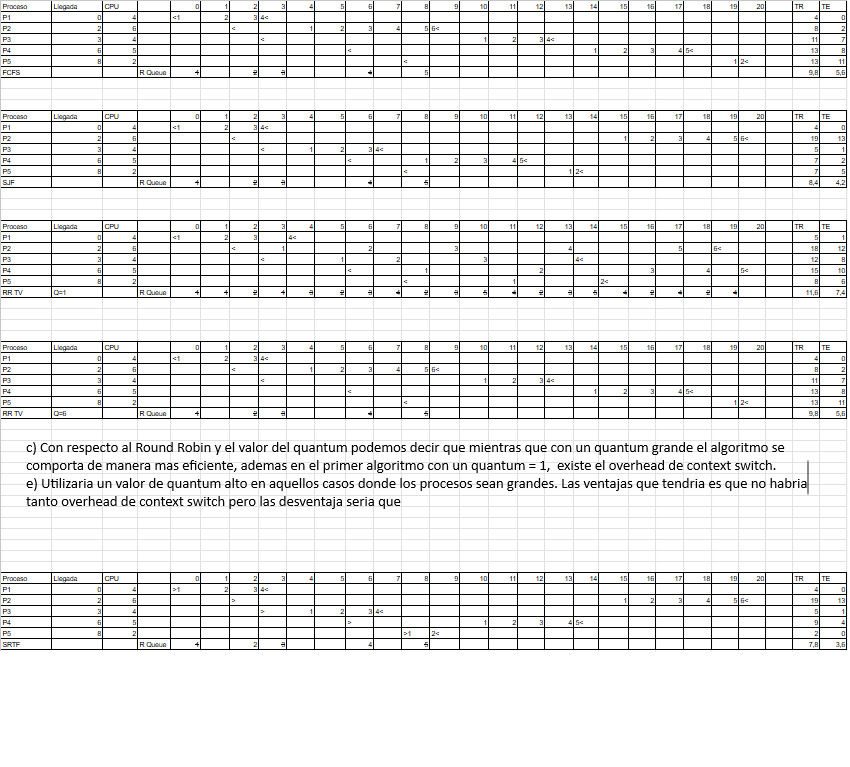 Proceso Llegada CPU 0 1 2 3 4 5 6 7 8 9 10 11 12 13 14 15 16 17 18 19 20 TR TE
P1 0 4 <1 2 3 4< 4 0
P2 2 6 < 1 2 3 4 5 6< 8 2
P3 3 4 < 1 2 3 4< 11 7
P4 6 5 < 1 2 3 4 5< 13 8
P5 8 2 < 1 2< 13 11
FCFS R Queue 1 2 3 4 5 9,8 5,6
Proceso Llegada CPU 0 1 2 3 4 5 6 7 8 9 10 11 12 13 14 15 16 17 18 19 20 TR TE
P1 0 4 <1 2 3 4< 4 0
P2 2 6 < 1 2 3 4 5 6< 19 13
P3 3 4 < 1 2 3 4< 5 1
P4 6 5 < 1 2 3 4 5< 7 2
P5 8 2 < 1 2< 7 5
SJF R Queue 1 2 3 4 5 8,4 4,2
Proceso Llegada CPU 0 1 2 3 4 5 6 7 8 9 10 11 12 13 14 15 16 17 18 19 20 TR TE
P1 0 4 <1 2 3 4< 5 1
P2 2 6 < 1 2 3 4 5 6< 18 12
P3 3 4 < 1 2 3 4< 12 8
P4 6 5 < 1 2 3 4 5< 15 10
P5 8 2 < 1 2< 8 6
RR TV Q=1 R Queue 11,6 7,4
Proceso Llegada CPU 0 1 2 3 4 5 6 7 8 9 10 11 12 13 14 15 16 17 18 19 20 TR TE
P1 0 4 <1 2 3 4< 4 0
P2 2 6 < 1 2 3 4 5 6< 8 2
P3 3 4 < 1 2 3 4< 11 7
P4 6 5 < 1 2 3 4 5< 13 8
P5 8 2 < 1 2< 13 11
RR TV Q=6 R Queue 1 2 3 4 5 9,8 5,6
c) Con respecto al Round Robin y el valor del quantum podemos decir que mientras que con un quantum grande el algoritmo se
comporta de manera mas eficiente, ademas en el primer algoritmo con un quantum = 1, existe el overhead de context switch.
e) Utilizaria un valor de quantum alto en aquellos casos donde los procesos sean grandes. Las ventajas que tendria es que no habria
tanto overhead de context switch pero las desventaja seria que
Proceso Llegada CPU 0 1 2 3 4 5 6 7 8 9 10 11 12 13 14 15 16 17 18 19 20 TR TE
P1 0 4 >1 2 3 4< 4 0
P2 2 6 > 1 2 3 4 5 6< 19 13
P3 3 4 > 1 2 3 4< 5 1
P4 6 5 > 1 2 3 4 5< 9 4
P5 8 2 >1 2< 2 0
SRTF R Queue 1 2 3 4 5 7,8 3,6